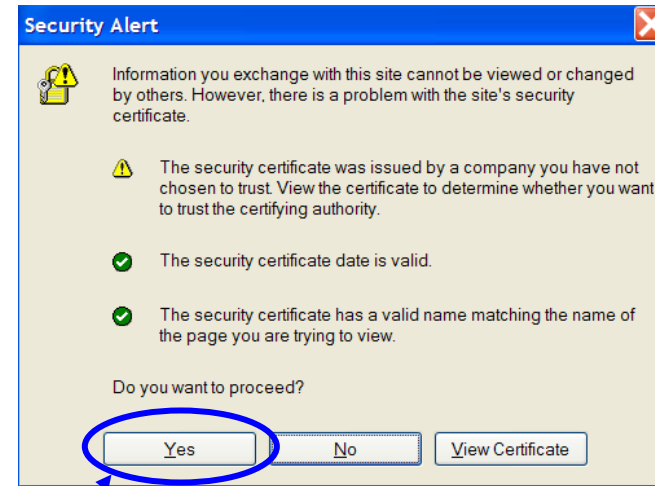 Security Alert
Information you exchange with this site cannot be viewed or changed
by others. However, there is a problem with the site's security
certificate.
The security certificate was issued by a company you have not
chosen to trust. View the certificate to determine whether you want
to trust the certifying authority.
The security certificate date is valid.
The security certificate has a valid name matching the name of
the page you are trying to view.
Do you want to proceed?
Yes No View Certificate